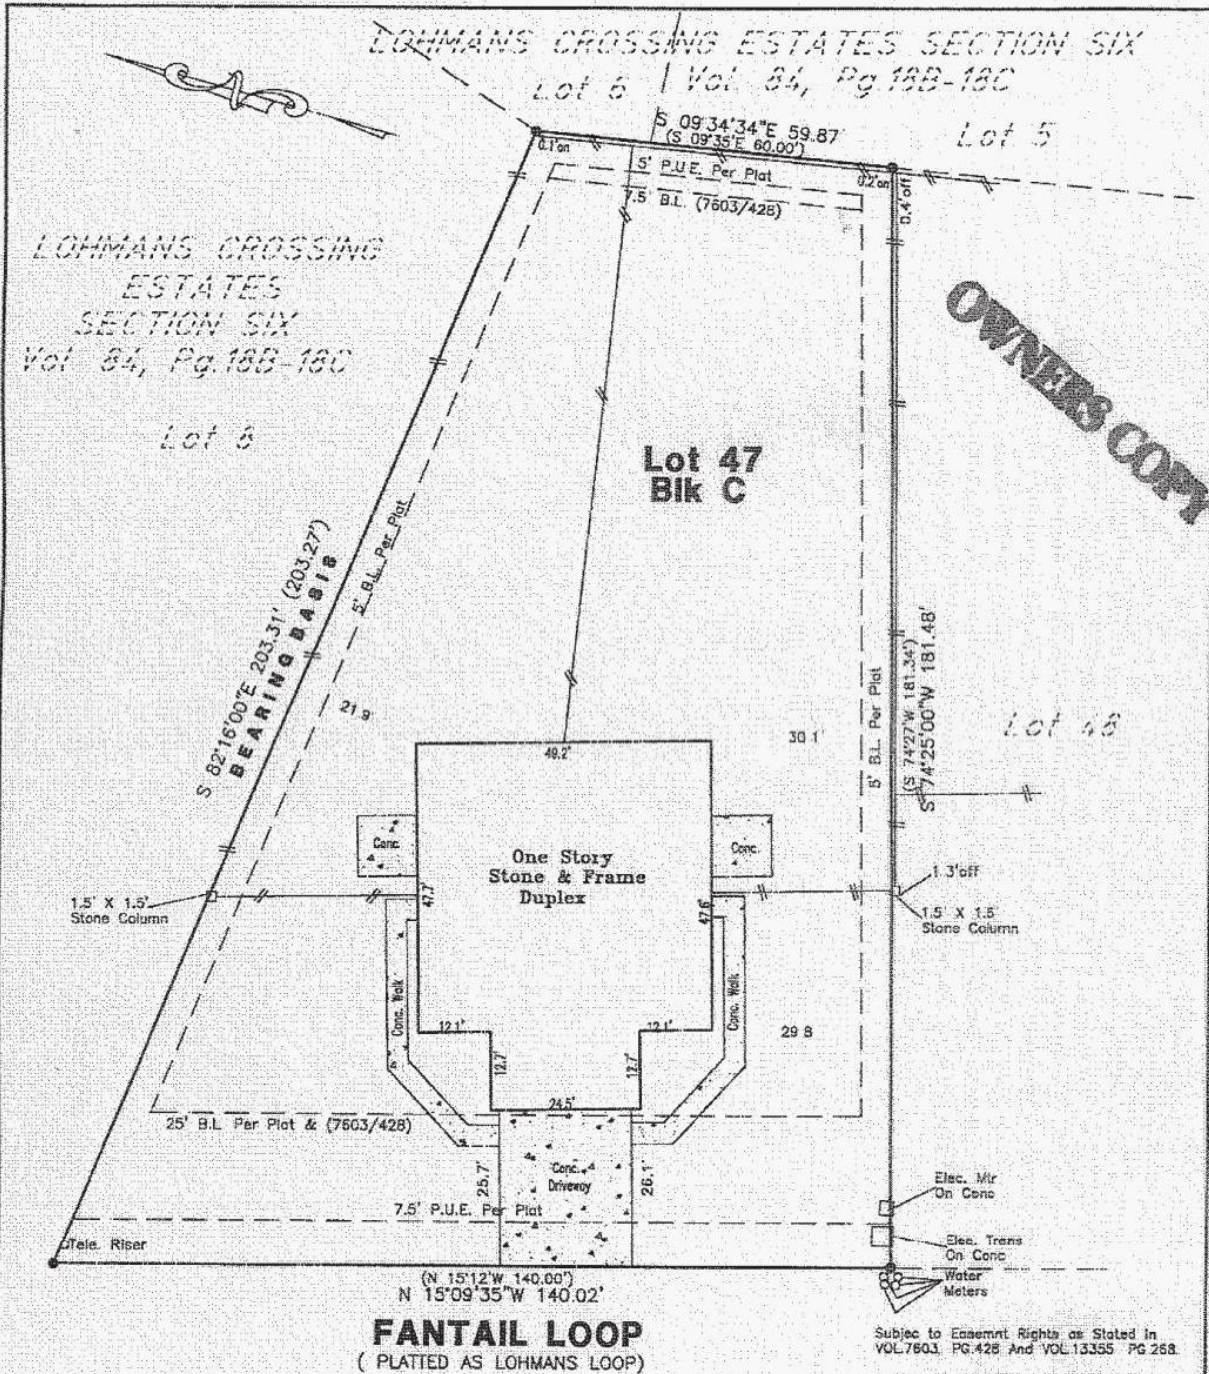 LOHMANS CROSSING ESTATES SECTION SIX
Vol. 84, Pg 18B-18C
Lot 6
Lot 5
S 09°34'34"E 59.87'
(S 09°35'E 60.00')
0.1'on
5' P.U.E. Per Plat
0.2'on
7.5' B.L. (7603/428)
0.4'off
LOHMANS CROSSING
ESTATES
SECTION SIX
Vol 84, Pg.18B-18C
Lot 8
OWNERS COPY
Lot 47
Blk C
S 82°16'00"E 203.31' (203.27')
BEARING BASIS
5' B.L. Per Plat
21.9
30.1'
5' B.L. Per Plat
(S 74°27'W 181.34')
S 74°25'00"W 181.48'
Lot 48
49.2'
Conc.
One Story
Stone & Frame
Duplex
Conc.
47.7'
47.6'
1.5' X 1.5'
Stone Column
1.3'off
1.5' X 1.5'
Stone Column
Conc. Walk
Conc. Walk
12.1'
12.1'
29.8
12.7'
12.7'
24.5'
25' B.L. Per Plat & (7603/428)
25.7'
Conc.
Driveway
26.1'
7.5' P.U.E. Per Plat
Elec. Mtr
On Conc
Tele. Riser
Elec. Trans
On Conc
Water
Meters
(N 15°12'W 140.00')
N 15°09'35"W 140.02'
FANTAIL LOOP
( PLATTED AS LOHMANS LOOP)
Subjec to Easemnt Rights as Stated in
VOL.7603, PG.428 And VOL.13355 PG 268.